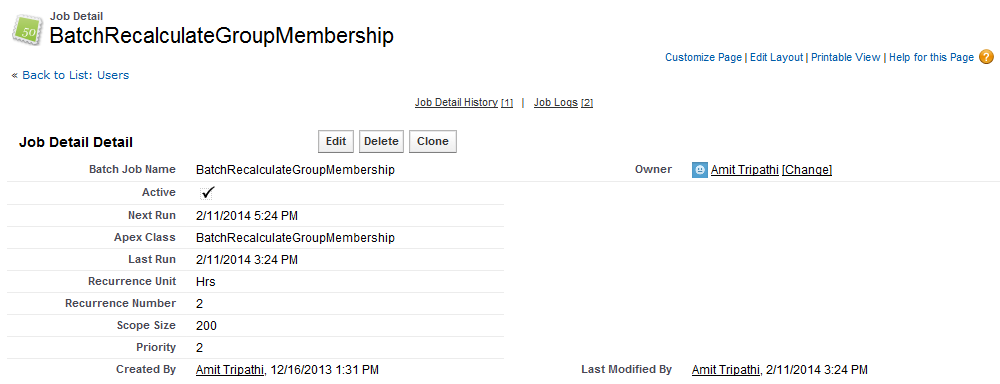 Job Detail
BatchRecalculateGroupMembership
Customize Page | Edit Layout | Printable View | Help for this Page ?
« Back to List: Users
Job Detail History [1] | Job Logs [2]
Job Detail Detail Edit Delete Clone
Batch Job Name BatchRecalculateGroupMembership Owner Amit Tripathi [Change]
Active ✓
Next Run 2/11/2014 5:24 PM
Apex Class BatchRecalculateGroupMembership
Last Run 2/11/2014 3:24 PM
Recurrence Unit Hrs
Recurrence Number 2
Scope Size 200
Priority 2
Created By Amit Tripathi, 12/16/2013 1:31 PM Last Modified By Amit Tripathi, 2/11/2014 3:24 PM